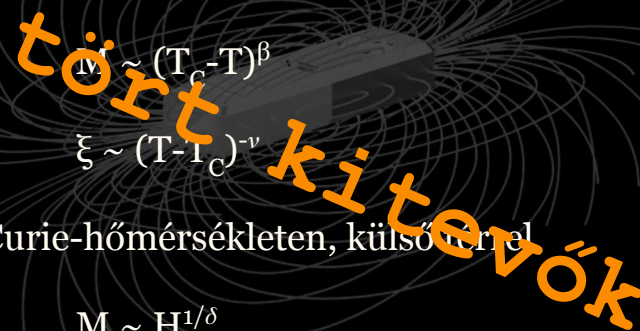 M ~ (T_C-T)^β
ξ ~ (T-T_C)^-ν
Curie-hőmérsékleten, külső térrel
M ~ H^1/δ
tört kitevők